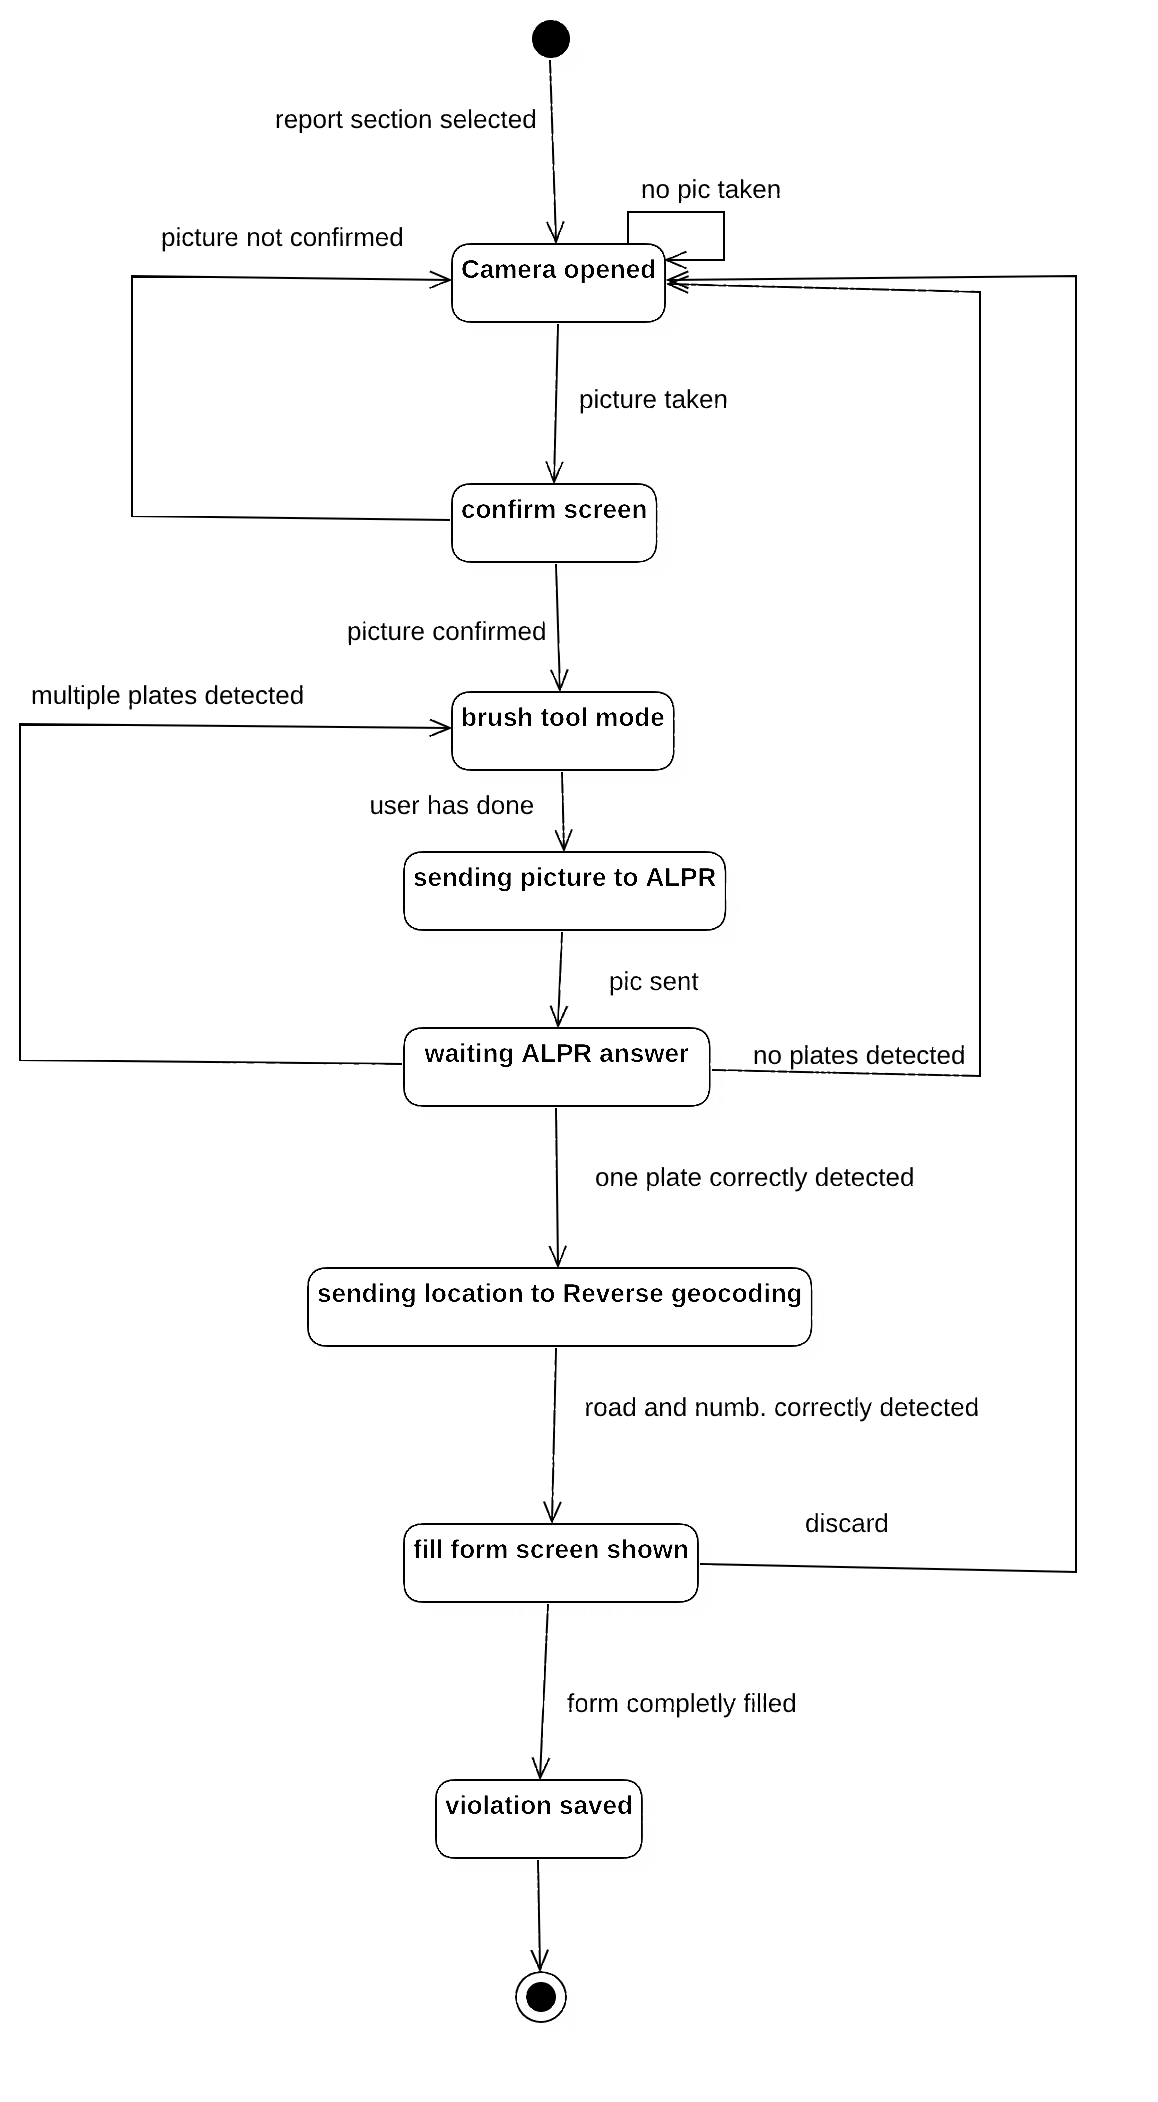 report section selected
no pic taken
picture not confirmed
Camera opened
picture taken
confirm screen
picture confirmed
multiple plates detected
brush tool mode
user has done
sending picture to ALPR
pic sent
waiting ALPR answer
no plates detected
one plate correctly detected
sending location to Reverse geocoding
road and numb. correctly detected
discard
fill form screen shown
form completly filled
violation saved